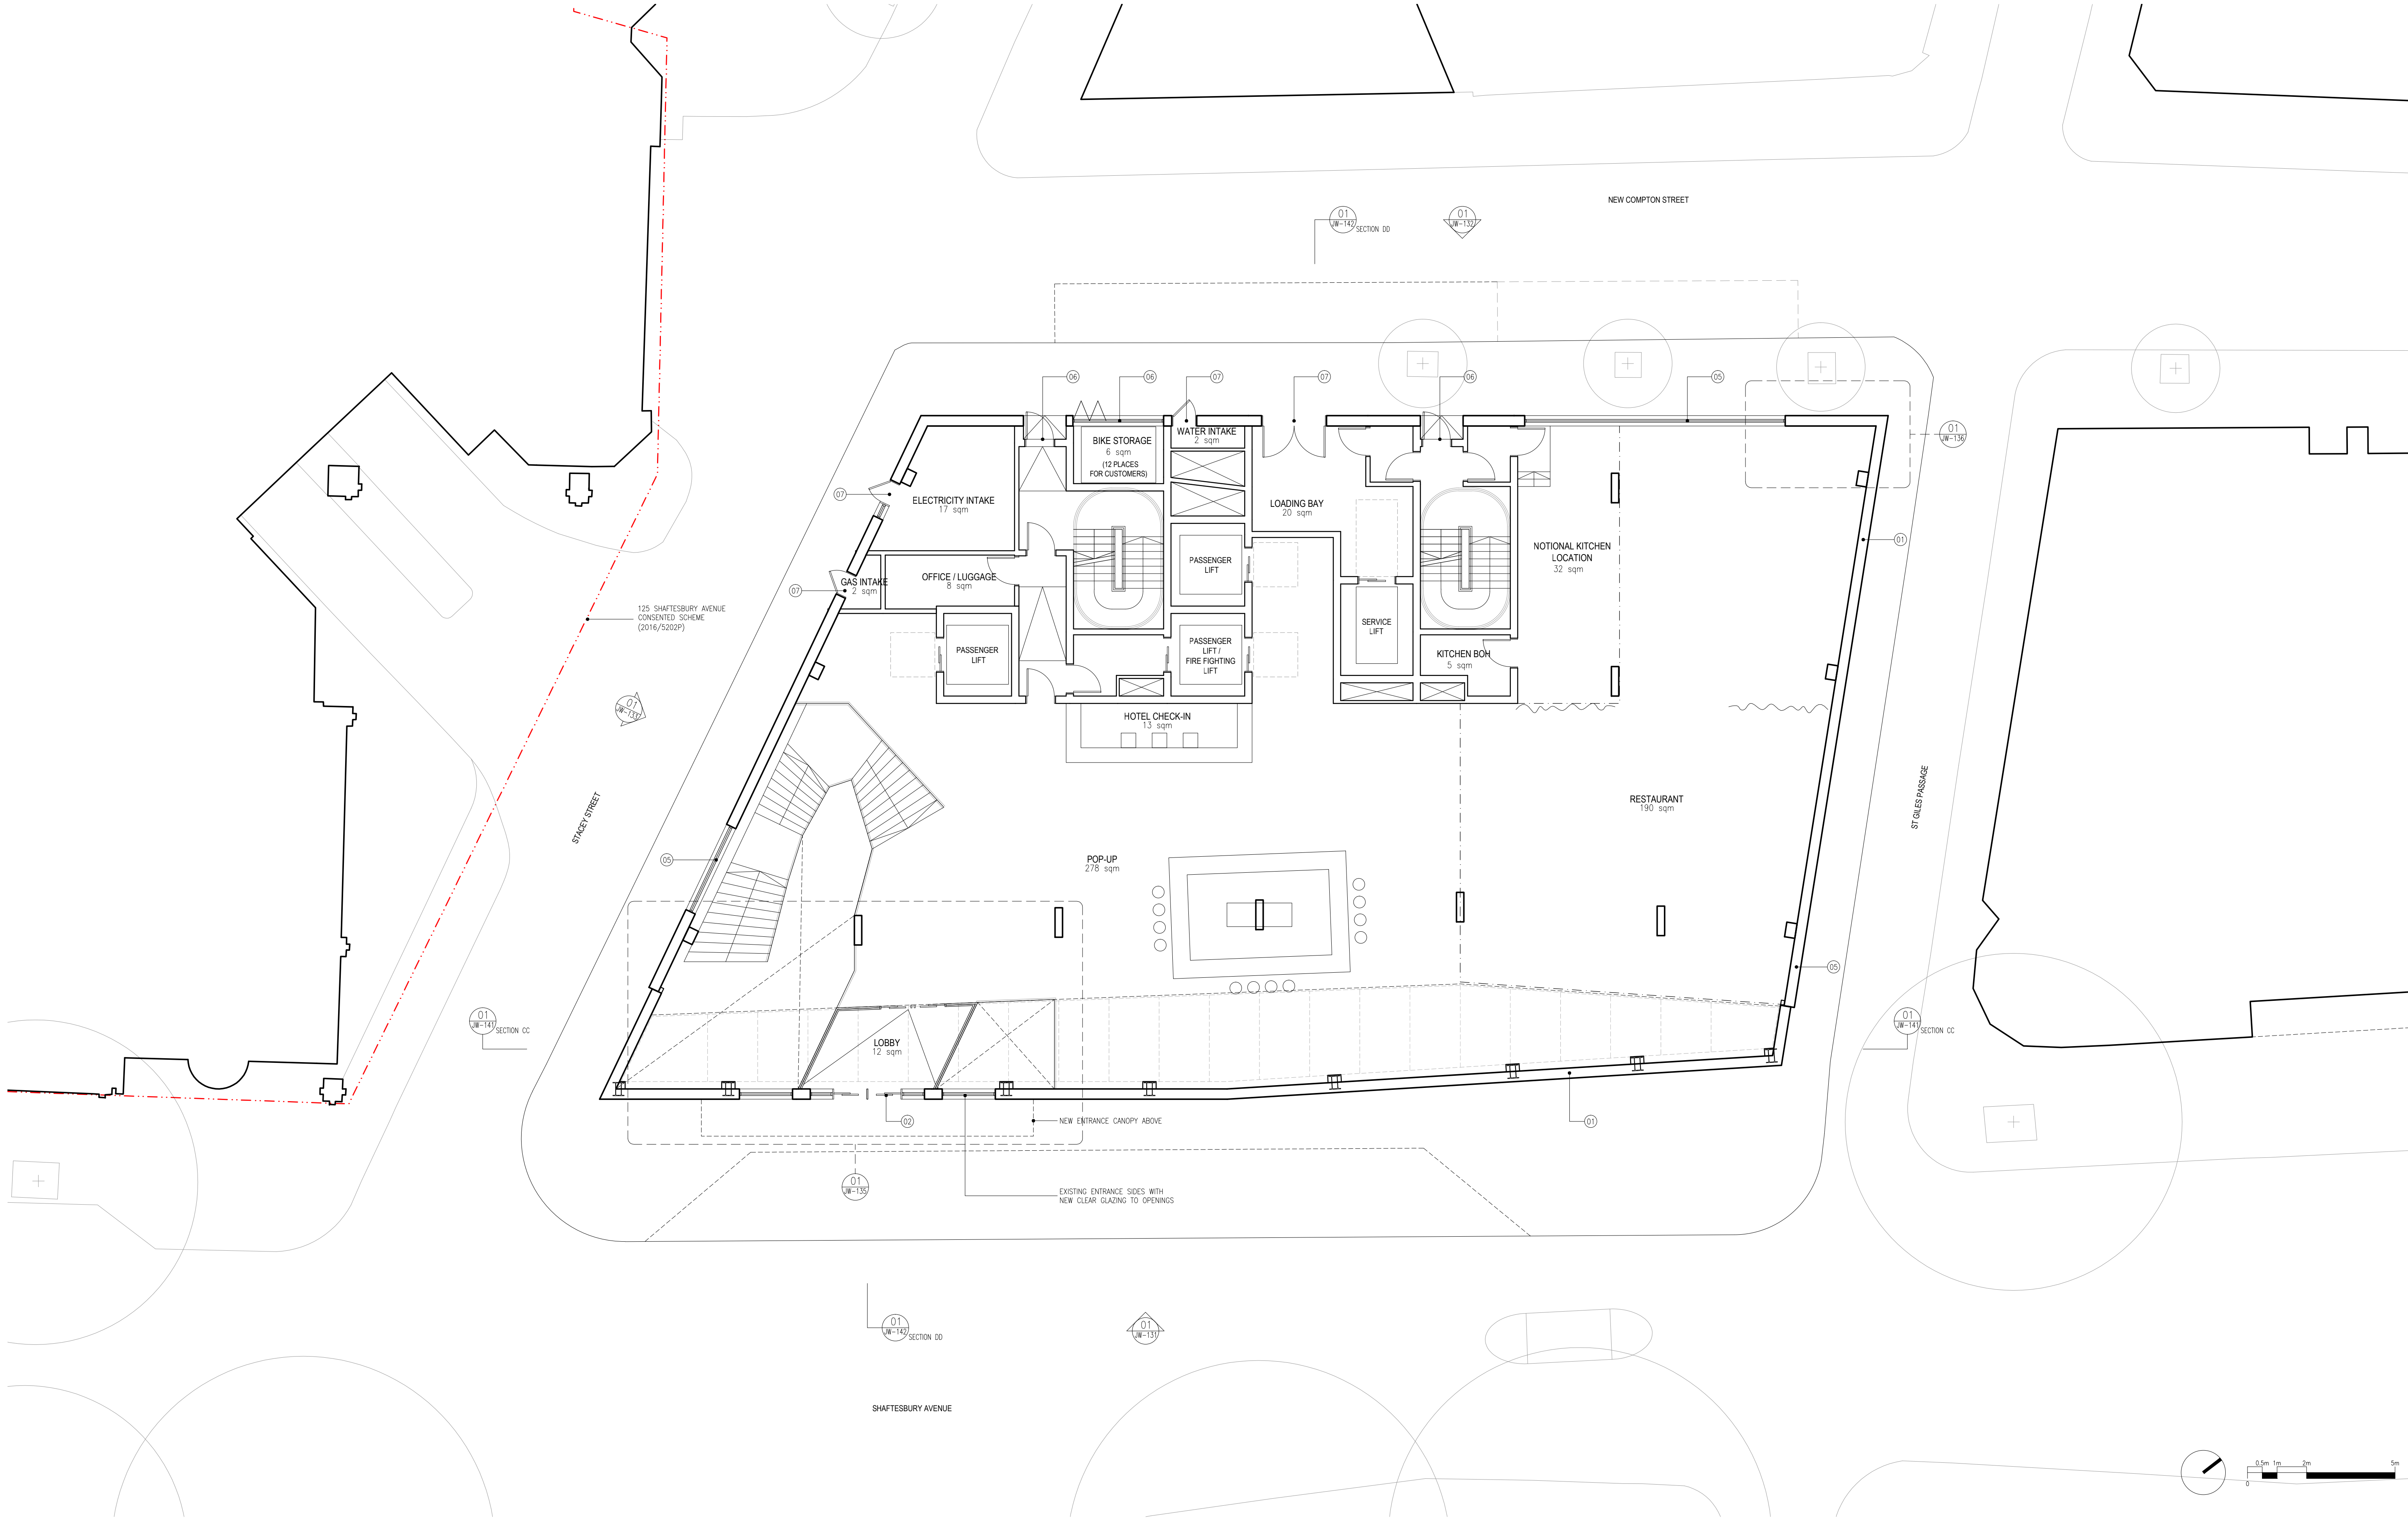 NEW COMPTON STREET
01
JW-142
SECTION DD
01
JW-132
06
06
07
07
06
05
01
JW-136
WATER INTAKE
2 sqm
BIKE STORAGE
6 sqm
(12 PLACES
FOR CUSTOMERS)
07
ELECTRICITY INTAKE
17 sqm
LOADING BAY
20 sqm
01
NOTIONAL KITCHEN
LOCATION
32 sqm
PASSENGER
LIFT
07
GAS INTAKE
2 sqm
OFFICE / LUGGAGE
8 sqm
125 SHAFTESBURY AVENUE
CONSENTED SCHEME
(2016/5202P)
SERVICE
LIFT
PASSENGER
LIFT
PASSENGER
LIFT /
FIRE FIGHTING
LIFT
KITCHEN BOH
5 sqm
01
JW-133
HOTEL CHECK-IN
13 sqm
STACEY STREET
RESTAURANT
190 sqm
ST GILES PASSAGE
05
POP-UP
278 sqm
05
01
JW-141
SECTION CC
01
JW-141
SECTION CC
LOBBY
12 sqm
02
NEW ENTRANCE CANOPY ABOVE
01
01
JW-135
EXISTING ENTRANCE SIDES WITH
NEW CLEAR GLAZING TO OPENINGS
01
JW-142
SECTION DD
01
JW-131
SHAFTESBURY AVENUE
0.5m 1m 2m 5m
0